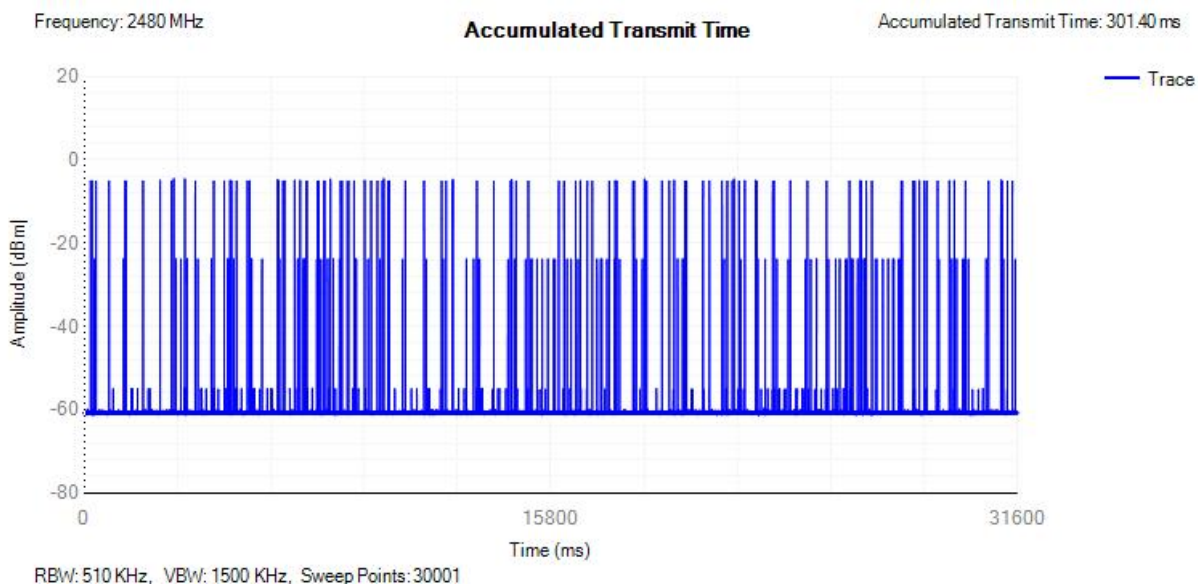 Frequency: 2480 MHz
Accumulated Transmit Time
Accumulated Transmit Time: 301.40 ms
Trace
20
0
-20
-40
-60
-80
Amplitude (dBm)
0
15800
31600
Time (ms)
RBW: 510 KHz, VBW: 1500 KHz, Sweep Points: 30001